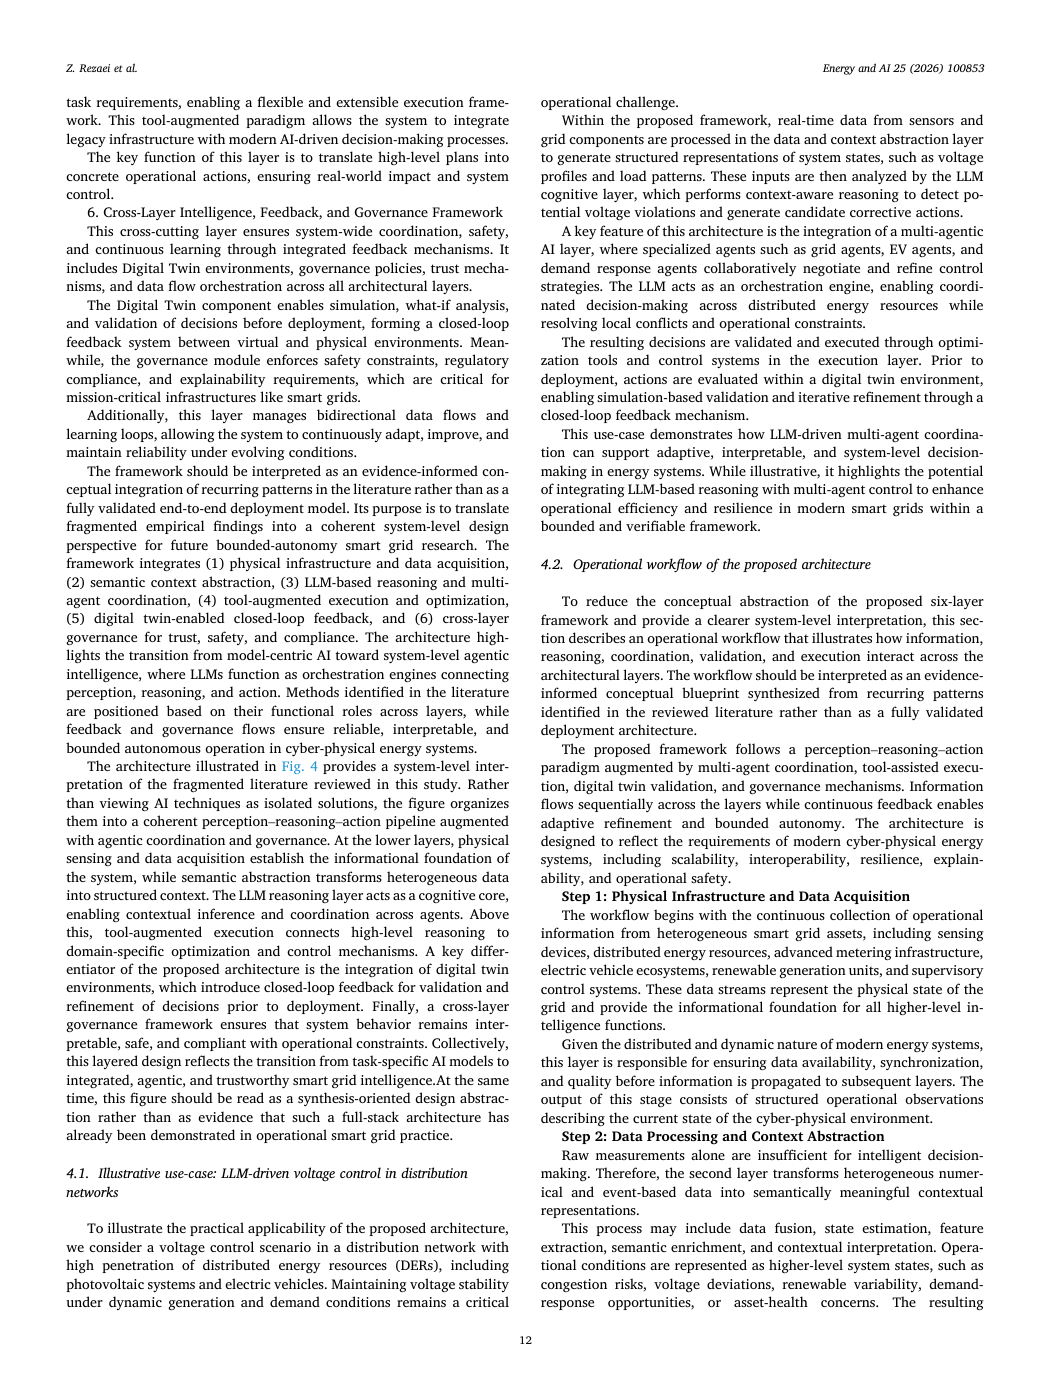 Z. Rezaei et al.
Energy and AI 25 (2026) 100853
task requirements, enabling a flexible and extensible execution frame-
work. This tool-augmented paradigm allows the system to integrate
legacy infrastructure with modern AI-driven decision-making processes.
The key function of this layer is to translate high-level plans into
concrete operational actions, ensuring real-world impact and system
control.
6. Cross-Layer Intelligence, Feedback, and Governance Framework
This cross-cutting layer ensures system-wide coordination, safety,
and continuous learning through integrated feedback mechanisms. It
includes Digital Twin environments, governance policies, trust mecha-
nisms, and data flow orchestration across all architectural layers.
The Digital Twin component enables simulation, what-if analysis,
and validation of decisions before deployment, forming a closed-loop
feedback system between virtual and physical environments. Mean-
while, the governance module enforces safety constraints, regulatory
compliance, and explainability requirements, which are critical for
mission-critical infrastructures like smart grids.
Additionally, this layer manages bidirectional data flows and
learning loops, allowing the system to continuously adapt, improve, and
maintain reliability under evolving conditions.
The framework should be interpreted as an evidence-informed con-
ceptual integration of recurring patterns in the literature rather than as a
fully validated end-to-end deployment model. Its purpose is to translate
fragmented empirical findings into a coherent system-level design
perspective for future bounded-autonomy smart grid research. The
framework integrates (1) physical infrastructure and data acquisition,
(2) semantic context abstraction, (3) LLM-based reasoning and multi-
agent coordination, (4) tool-augmented execution and optimization,
(5) digital twin-enabled closed-loop feedback, and (6) cross-layer
governance for trust, safety, and compliance. The architecture high-
lights the transition from model-centric AI toward system-level agentic
intelligence, where LLMs function as orchestration engines connecting
perception, reasoning, and action. Methods identified in the literature
are positioned based on their functional roles across layers, while
feedback and governance flows ensure reliable, interpretable, and
bounded autonomous operation in cyber-physical energy systems.
The architecture illustrated in Fig. 4 provides a system-level inter-
pretation of the fragmented literature reviewed in this study. Rather
than viewing AI techniques as isolated solutions, the figure organizes
them into a coherent perception–reasoning–action pipeline augmented
with agentic coordination and governance. At the lower layers, physical
sensing and data acquisition establish the informational foundation of
the system, while semantic abstraction transforms heterogeneous data
into structured context. The LLM reasoning layer acts as a cognitive core,
enabling contextual inference and coordination across agents. Above
this, tool-augmented execution connects high-level reasoning to
domain-specific optimization and control mechanisms. A key differ-
entiator of the proposed architecture is the integration of digital twin
environments, which introduce closed-loop feedback for validation and
refinement of decisions prior to deployment. Finally, a cross-layer
governance framework ensures that system behavior remains inter-
pretable, safe, and compliant with operational constraints. Collectively,
this layered design reflects the transition from task-specific AI models to
integrated, agentic, and trustworthy smart grid intelligence.At the same
time, this figure should be read as a synthesis-oriented design abstrac-
tion rather than as evidence that such a full-stack architecture has
already been demonstrated in operational smart grid practice.
4.1. Illustrative use-case: LLM-driven voltage control in distribution
networks
To illustrate the practical applicability of the proposed architecture,
we consider a voltage control scenario in a distribution network with
high penetration of distributed energy resources (DERs), including
photovoltaic systems and electric vehicles. Maintaining voltage stability
under dynamic generation and demand conditions remains a critical
operational challenge.
Within the proposed framework, real-time data from sensors and
grid components are processed in the data and context abstraction layer
to generate structured representations of system states, such as voltage
profiles and load patterns. These inputs are then analyzed by the LLM
cognitive layer, which performs context-aware reasoning to detect po-
tential voltage violations and generate candidate corrective actions.
A key feature of this architecture is the integration of a multi-agentic
AI layer, where specialized agents such as grid agents, EV agents, and
demand response agents collaboratively negotiate and refine control
strategies. The LLM acts as an orchestration engine, enabling coordi-
nated decision-making across distributed energy resources while
resolving local conflicts and operational constraints.
The resulting decisions are validated and executed through optimi-
zation tools and control systems in the execution layer. Prior to
deployment, actions are evaluated within a digital twin environment,
enabling simulation-based validation and iterative refinement through a
closed-loop feedback mechanism.
This use-case demonstrates how LLM-driven multi-agent coordina-
tion can support adaptive, interpretable, and system-level decision-
making in energy systems. While illustrative, it highlights the potential
of integrating LLM-based reasoning with multi-agent control to enhance
operational efficiency and resilience in modern smart grids within a
bounded and verifiable framework.
4.2. Operational workflow of the proposed architecture
To reduce the conceptual abstraction of the proposed six-layer
framework and provide a clearer system-level interpretation, this sec-
tion describes an operational workflow that illustrates how information,
reasoning, coordination, validation, and execution interact across the
architectural layers. The workflow should be interpreted as an evidence-
informed conceptual blueprint synthesized from recurring patterns
identified in the reviewed literature rather than as a fully validated
deployment architecture.
The proposed framework follows a perception–reasoning–action
paradigm augmented by multi-agent coordination, tool-assisted execu-
tion, digital twin validation, and governance mechanisms. Information
flows sequentially across the layers while continuous feedback enables
adaptive refinement and bounded autonomy. The architecture is
designed to reflect the requirements of modern cyber-physical energy
systems, including scalability, interoperability, resilience, explain-
ability, and operational safety.
Step 1: Physical Infrastructure and Data Acquisition
The workflow begins with the continuous collection of operational
information from heterogeneous smart grid assets, including sensing
devices, distributed energy resources, advanced metering infrastructure,
electric vehicle ecosystems, renewable generation units, and supervisory
control systems. These data streams represent the physical state of the
grid and provide the informational foundation for all higher-level in-
telligence functions.
Given the distributed and dynamic nature of modern energy systems,
this layer is responsible for ensuring data availability, synchronization,
and quality before information is propagated to subsequent layers. The
output of this stage consists of structured operational observations
describing the current state of the cyber-physical environment.
Step 2: Data Processing and Context Abstraction
Raw measurements alone are insufficient for intelligent decision-
making. Therefore, the second layer transforms heterogeneous numer-
ical and event-based data into semantically meaningful contextual
representations.
This process may include data fusion, state estimation, feature
extraction, semantic enrichment, and contextual interpretation. Opera-
tional conditions are represented as higher-level system states, such as
congestion risks, voltage deviations, renewable variability, demand-
response opportunities, or asset-health concerns. The resulting
12